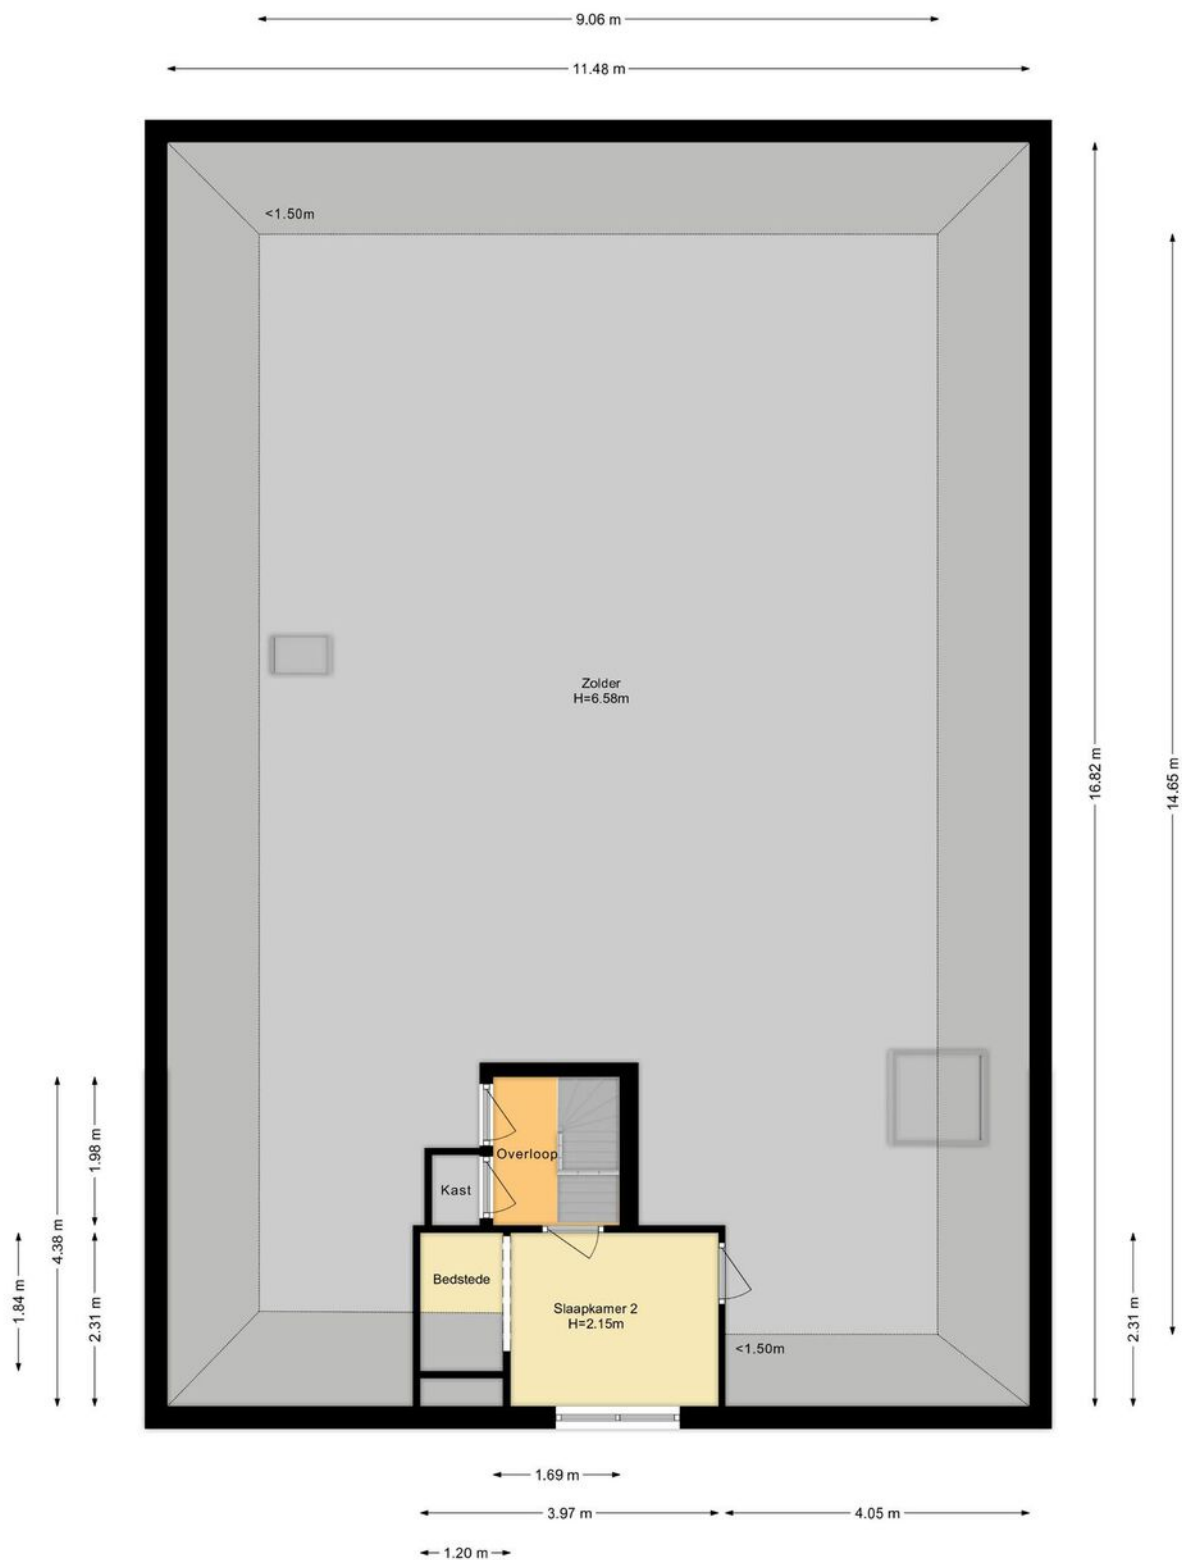 9.06 m
11.48 m
<1.50m
Zolder
H=6.58m
16.82 m
14.65 m
1.98 m
4.38 m
1.84 m
2.31 m
Overloop
Kast
Bedstede
Slaapkamer 2
H=2.15m
<1.50m
2.31 m
1.69 m
3.97 m
4.05 m
1.20 m